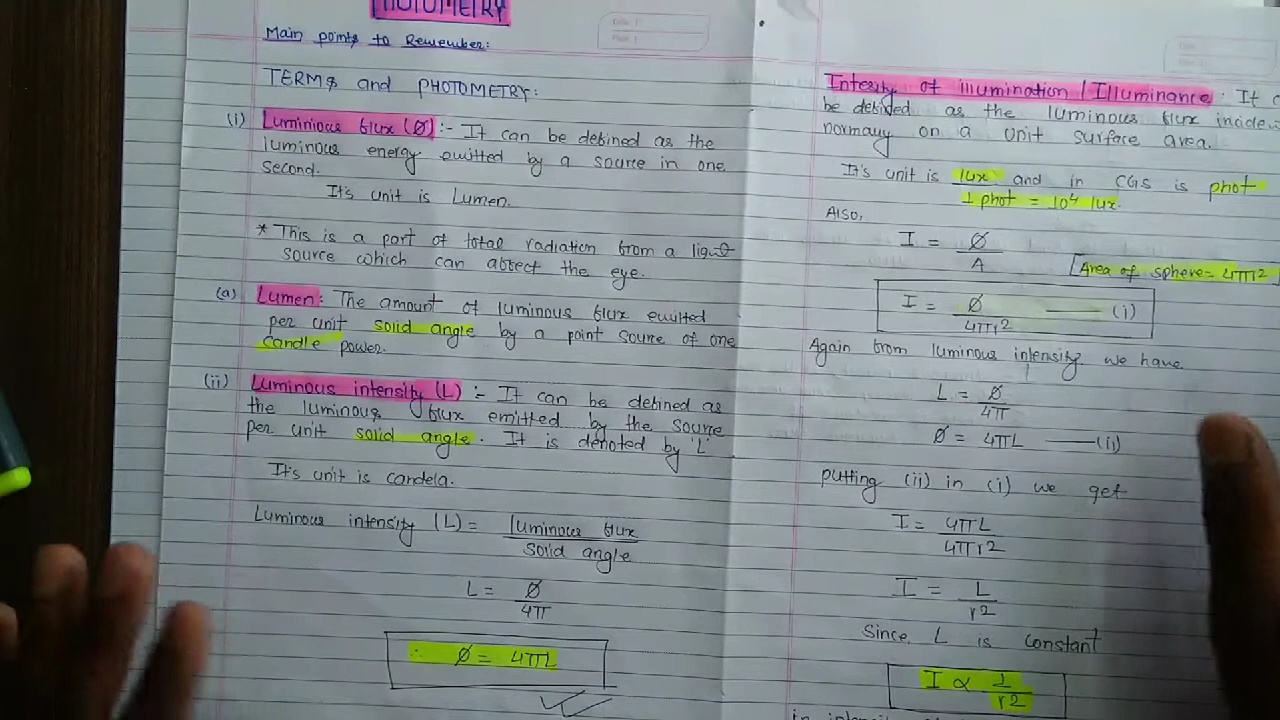 PHOTOMETRY
Main points to Remember:
TERMS and PHOTOMETRY:
(i) Luminious flux (Ø) :- It can be defined as the
luminous energy emitted by a source in one
second.
It's unit is Lumen.
* This is a part of total radiation from a light
source which can affect the eye.
(a) Lumen: The amount of luminous flux emitted
per unit solid angle by a point source of one
candle power.
(ii) Luminous intensity (L) :- It can be defined as
the luminous flux emitted by the source
per unit solid angle. It is denoted by 'L'
It's unit is candela.
Luminous intensity (L) = luminous flux / solid angle
L = Ø / 4π
∴ Ø = 4πL
Intesity of illumination / Illuminance : It c
be defined as the luminous flux inciden
normally on a unit surface area.
It's unit is lux and in CGS is phot
1 phot = 10⁴ lux.
Also,
I = Ø / A [Area of sphere = 4πr2]
I = Ø / 4πr2 —— (i)
Again from luminous intensity we have
L = Ø / 4π
Ø = 4πL —— (ii)
putting (ii) in (i) we get
I = 4πL / 4πr2
I = L / r2
Since, L is constant
I ∝ 1 / r2